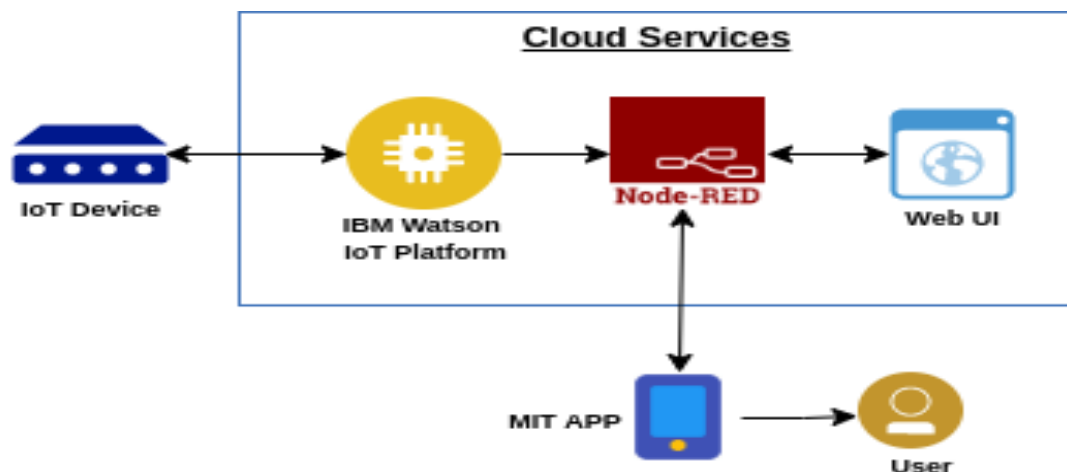 Cloud Services
IoT Device
IBM Watson
IoT Platform
Node-RED
Web UI
MIT APP
User